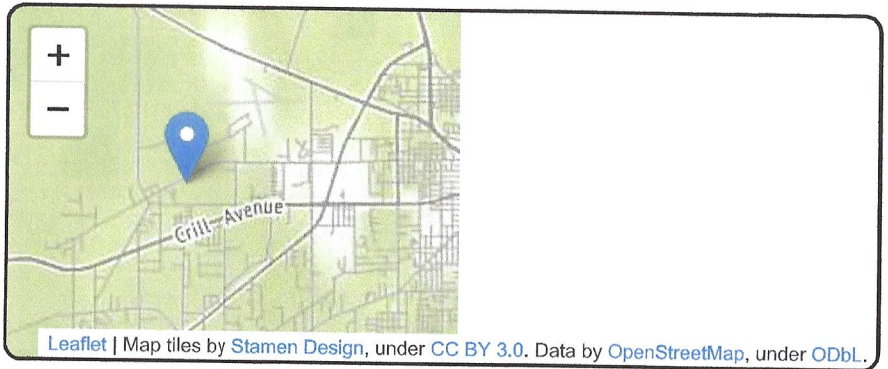 +
−
Crill Avenue
Leaflet | Map tiles by Stamen Design, under CC BY 3.0. Data by OpenStreetMap, under ODbL.